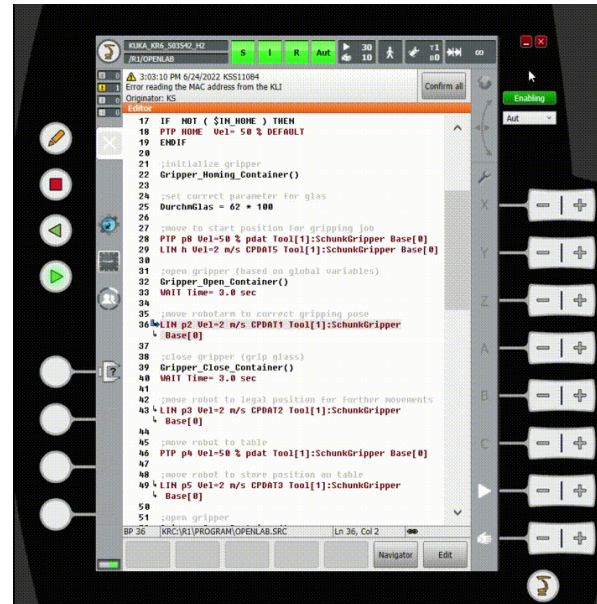 KUKA_KR6_S03S42_H2
/R1/OPENLAB
S I R Aut 30 10 T1 B0 ∞
0
1
0
0
3:03:10 PM 6/24/2022 KSS11084
Error reading the MAC address from the KLI
Originator: KS
Confirm all
Enabling
Aut
Editor
17 IF NOT ( $IN_HOME ) THEN
18 PTP HOME Vel= 50 % DEFAULT
19 ENDIF
20
21 ;initialize gripper
22 Gripper_Homing_Container()
23
24 ;set correct parameter for glas
25 DurchmGlas = 62 * 100
26
27 ;move to start position for gripping job
28 PTP p8 Vel=50 % pdat Tool[1]:SchunkGripper Base[0]
29 LIN h Vel=2 m/s CPDAT5 Tool[1]:SchunkGripper Base[0]
30
31 ;open gripper (based on global variables)
32 Gripper_Open_Container()
33 WAIT Time= 3.0 sec
34
35 ;move robotarm to correct gripping pose
36 LIN p2 Vel=2 m/s CPDAT1 Tool[1]:SchunkGripper
Base[0]
37
38 ;close gripper (grip glass)
39 Gripper_Close_Container()
40 WAIT Time= 3.0 sec
41
42 ;move robot to legal position for forther movements
43 LIN p3 Vel=2 m/s CPDAT2 Tool[1]:SchunkGripper
Base[0]
44
45 ;move robot to table
46 PTP p4 Vel=50 % pdat Tool[1]:SchunkGripper Base[0]
47
48 ;move robot to store position on table
49 LIN p5 Vel=2 m/s CPDAT3 Tool[1]:SchunkGripper
Base[0]
50
51 ;open gripper
X
Y
Z
A
B
C
BP 36 KRC:\R1\PROGRAM\OPENLAB.SRC Ln 36, Col 2
Navigator Edit